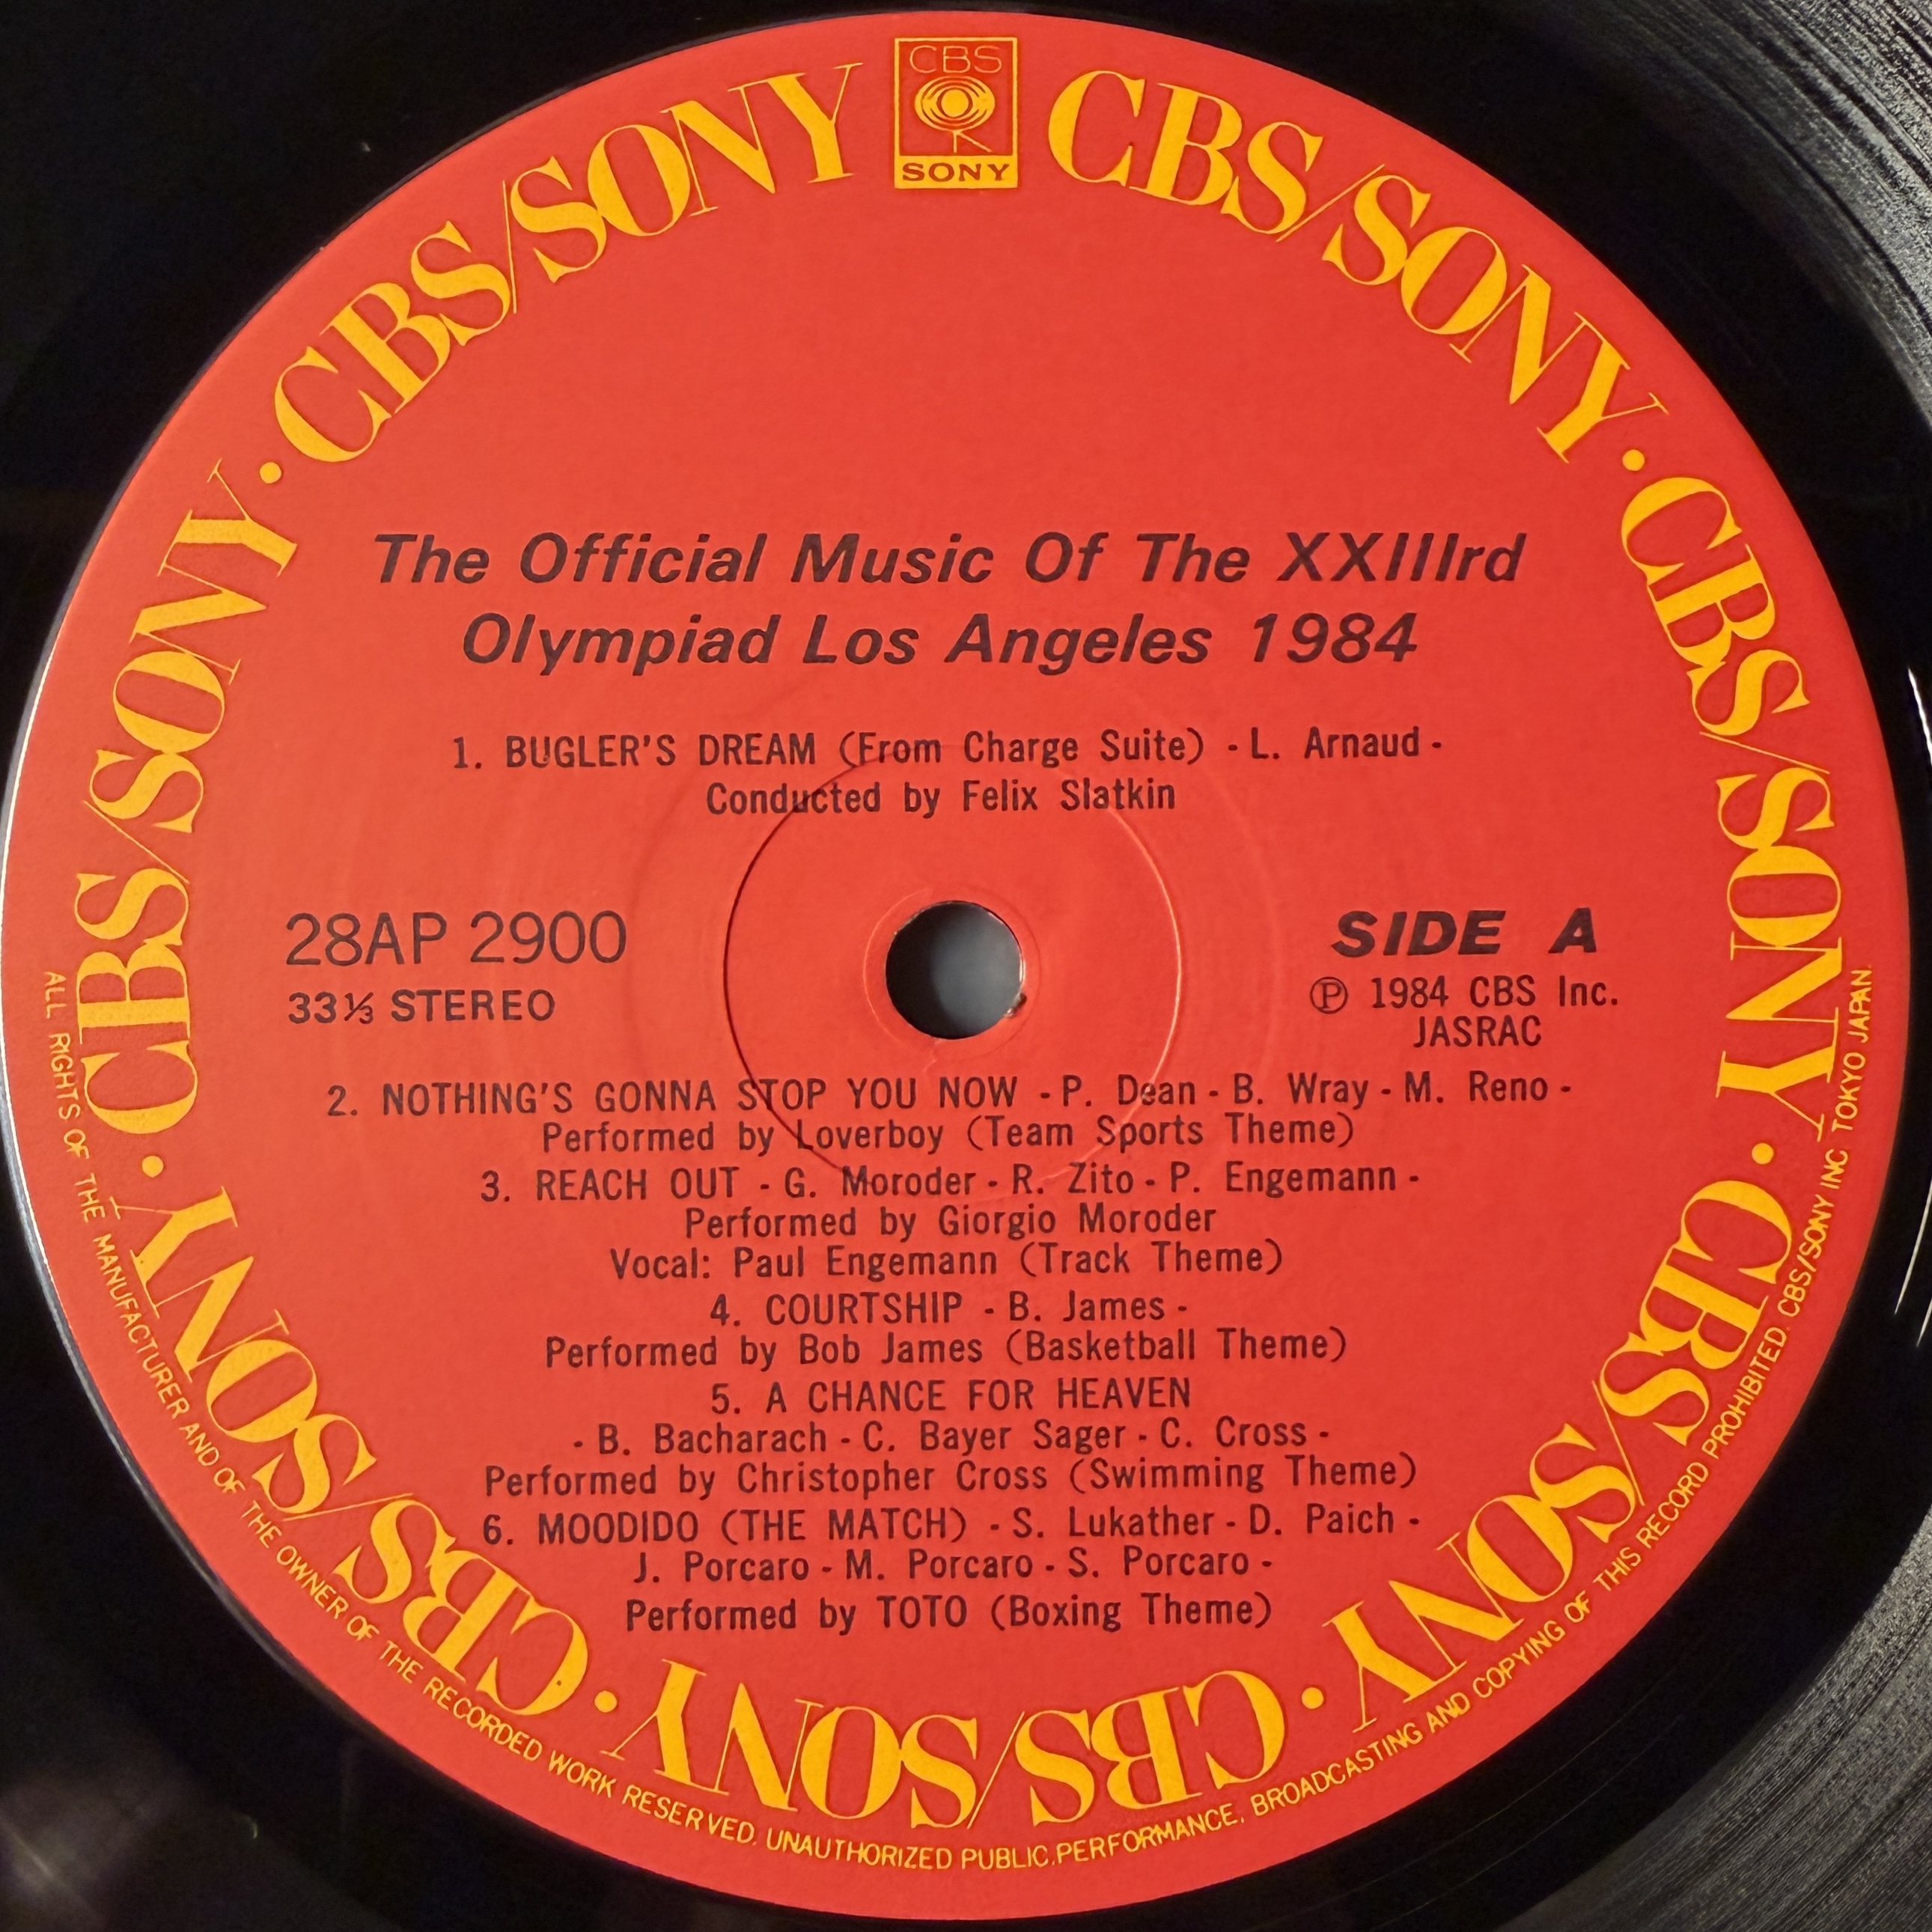 CBS
SONY
CBS/SONY · CBS/SONY · CBS/SONY · CBS/SONY · CBS/SONY · CBS/SONY · CBS/SONY
The Official Music Of The XXIIIrd
Olympiad Los Angeles 1984
1. BUGLER'S DREAM (From Charge Suite) - L. Arnaud -
Conducted by Felix Slatkin
28AP 2900
33⅓ STEREO
SIDE A
℗ 1984 CBS Inc.
JASRAC
2. NOTHING'S GONNA STOP YOU NOW - P. Dean - B. Wray - M. Reno -
Performed by Loverboy (Team Sports Theme)
3. REACH OUT - G. Moroder - R. Zito - P. Engemann -
Performed by Giorgio Moroder
Vocal: Paul Engemann (Track Theme)
4. COURTSHIP - B. James -
Performed by Bob James (Basketball Theme)
5. A CHANCE FOR HEAVEN
- B. Bacharach - C. Bayer Sager - C. Cross -
Performed by Christopher Cross (Swimming Theme)
6. MOODIDO (THE MATCH) - S. Lukather - D. Paich -
J. Porcaro - M. Porcaro - S. Porcaro -
Performed by TOTO (Boxing Theme)
ALL RIGHTS OF THE MANUFACTURER AND OF THE OWNER OF THE RECORDED WORK RESERVED. UNAUTHORIZED PUBLIC.PERFORMANCE, BROADCASTING AND COPYING OF THIS RECORD PROHIBITED. CBS/SONY INC TOKYO JAPAN.